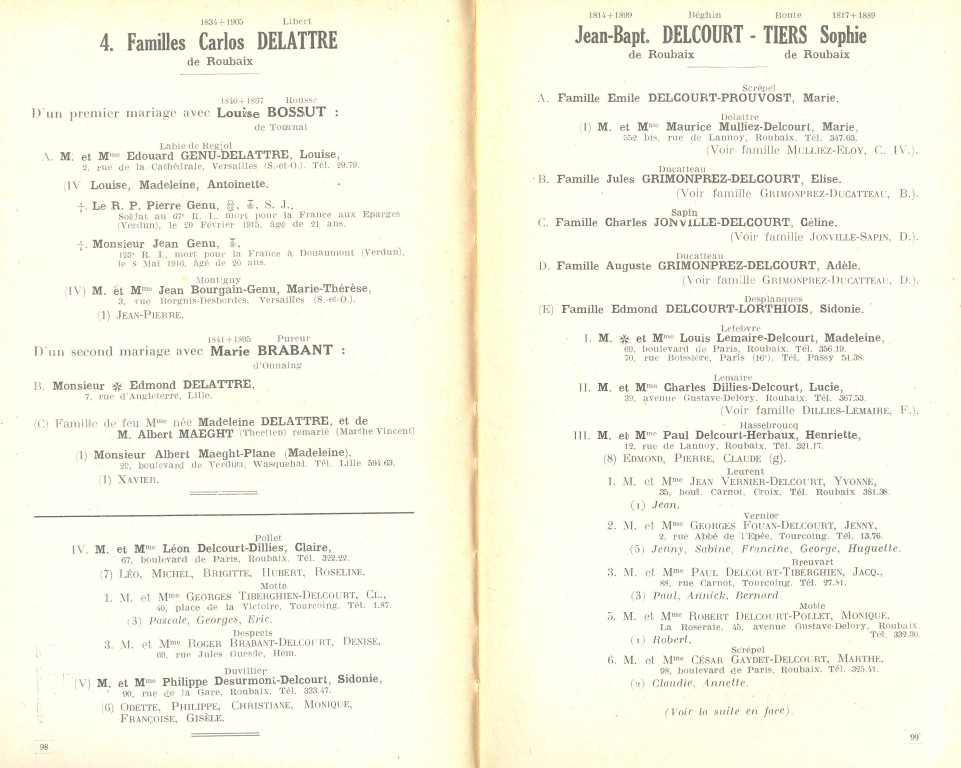 1834+1905 Libert
4. Familles Carlos DELATTRE
de Roubaix
1840+1867 Rousse
D'un premier mariage avec Louise BOSSUT :
de Tournai
Labie de Regiol
A. M. et Mme Edouard GENU-DELATTRE, Louise,
2, rue de la Cathédrale, Versailles (S.-et-O.). Tél. 29.79.
(IV Louise, Madeleine, Antoinette.
†. Le R. P. Pierre Genu, S. J.,
Soldat au 67e R. I., mort pour la France aux Eparges
(Verdun), le 20 Février 1915, âgé de 21 ans.
†. Monsieur Jean Genu,
123e R. I., mort pour la France à Douaumont (Verdun),
le 8 Mai 1916, âgé de 20 ans.
Montigny
(IV) M. et Mme Jean Bourgain-Genu, Marie-Thérèse,
3, rue Borgnis-Desbordes, Versailles (S.-et-O.).
(1) JEAN-PIERRE.
1841+1895 Pureur
D'un second mariage avec Marie BRABANT :
d'Onnaing
B. Monsieur ✻ Edmond DELATTRE,
7, rue d'Angleterre, Lille.
(C) Famille de feu Mme née Madeleine DELATTRE, et de
M. Albert MAEGHT (Theetten) remarié (Marthe Vincent)
(I) Monsieur Albert Maeght-Plane (Madeleine).
22, boulevard de Verdun, Wasquehal. Tél. Lille 594.63.
(1) XAVIER.
Pollet
IV. M. et Mme Léon Delcourt-Dillies, Claire,
67, boulevard de Paris, Roubaix. Tél. 322.22.
(7) LÉO, MICHEL, BRIGITTE, HUBERT, ROSELINE.
Motte
1. M. et Mme GEORGES TIBERGHIEN-DELCOURT, CL.,
40, place de la Victoire, Tourcoing. Tél. 1.87.
(3) Pascale, Georges, Eric.
Desprets
3. M. et Mme ROGER BRABANT-DELCOURT, DENISE,
69, rue Jules Guesde, Hem.
Duvillier
(V) M. et Mme Philippe Desurmont-Delcourt, Sidonie,
90, rue de la Gare, Roubaix. Tél. 333.47.
(6) ODETTE, PHILIPPE, CHRISTIANE, MONIQUE,
FRANÇOISE, GISÈLE.
98
1814+1899 Béghin Bonte 1817+1889
Jean-Bapt. DELCOURT - TIERS Sophie
de Roubaix de Roubaix
Scrépel
A. Famille Emile DELCOURT-PROUVOST, Marie.
Delattre
(I) M. et Mme Maurice Mulliez-Delcourt, Marie,
552 bis, rue de Lannoy, Roubaix. Tél. 347.03.
(Voir famille MULLIEZ-ELOY, C. IV.).
Ducatteau
B. Famille Jules GRIMONPREZ-DELCOURT, Elise.
(Voir famille GRIMONPREZ-DUCATTEAU, B.).
Sapin
C. Famille Charles JONVILLE-DELCOURT, Céline.
(Voir famille JONVILLE-SAPIN, D.).
Ducatteau
D. Famille Auguste GRIMONPREZ-DELCOURT, Adèle.
(Voir famille GRIMONPREZ-DUCATTEAU, D.).
Desplanques
(E) Famille Edmond DELCOURT-LORTHIOIS, Sidonie.
Lefebvre
I. M. ✻ et Mme Louis Lemaire-Delcourt, Madeleine,
69, boulevard de Paris, Roubaix. Tél. 356.19.
70, rue Boissière, Paris (16e). Tél. Passy 51.38.
Lemaire
II. M. et Mme Charles Dillies-Delcourt, Lucie,
39, avenue Gustave-Delory, Roubaix. Tél. 367.53.
(Voir famille DILLIES-LEMAIRE, F.).
Hassebroucq
III. M. et Mme Paul Delcourt-Herbaux, Henriette,
12, rue de Lannoy, Roubaix. Tél. 321.17.
(8) EDMOND, PIERRE, CLAUDE (g).
Leurent
1. M. et Mme JEAN VERNIER-DELCOURT, YVONNE,
35, boul. Carnot, Croix. Tél. Roubaix 381.38.
(1) Jean.
Vernier
2. M. et Mme GEORGES FOUAN-DELCOURT, JENNY,
2, rue Abbé de l'Epée, Tourcoing. Tél. 13.76.
(5) Jenny, Sabine, Francine, George, Huguette.
Breuvart
3. M. et Mme PAUL DELCOURT-TIBERGHIEN, JACQ.,
88, rue Carnot, Tourcoing. Tél. 27.81.
(3) Paul, Annick, Bernard.
Motte
5. M. et Mme ROBERT DELCOURT-POLLET, MONIQUE,
La Roseraie, 45, avenue Gustave-Delory, Roubaix.
Tél. 332.30.
(1) Robert.
Scrépel
6. M. et Mme CÉSAR GAYDET-DELCOURT, MARTHE,
98, boulevard de Paris, Roubaix. Tél. 325.41.
(2) Claudie, Annette.
(Voir la suite en face).
99